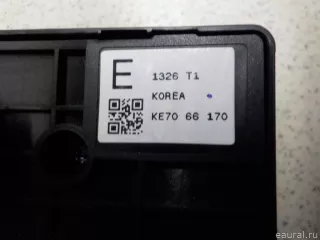 E
1326 T1
KOREA
KE70 66 170
eaural.ru